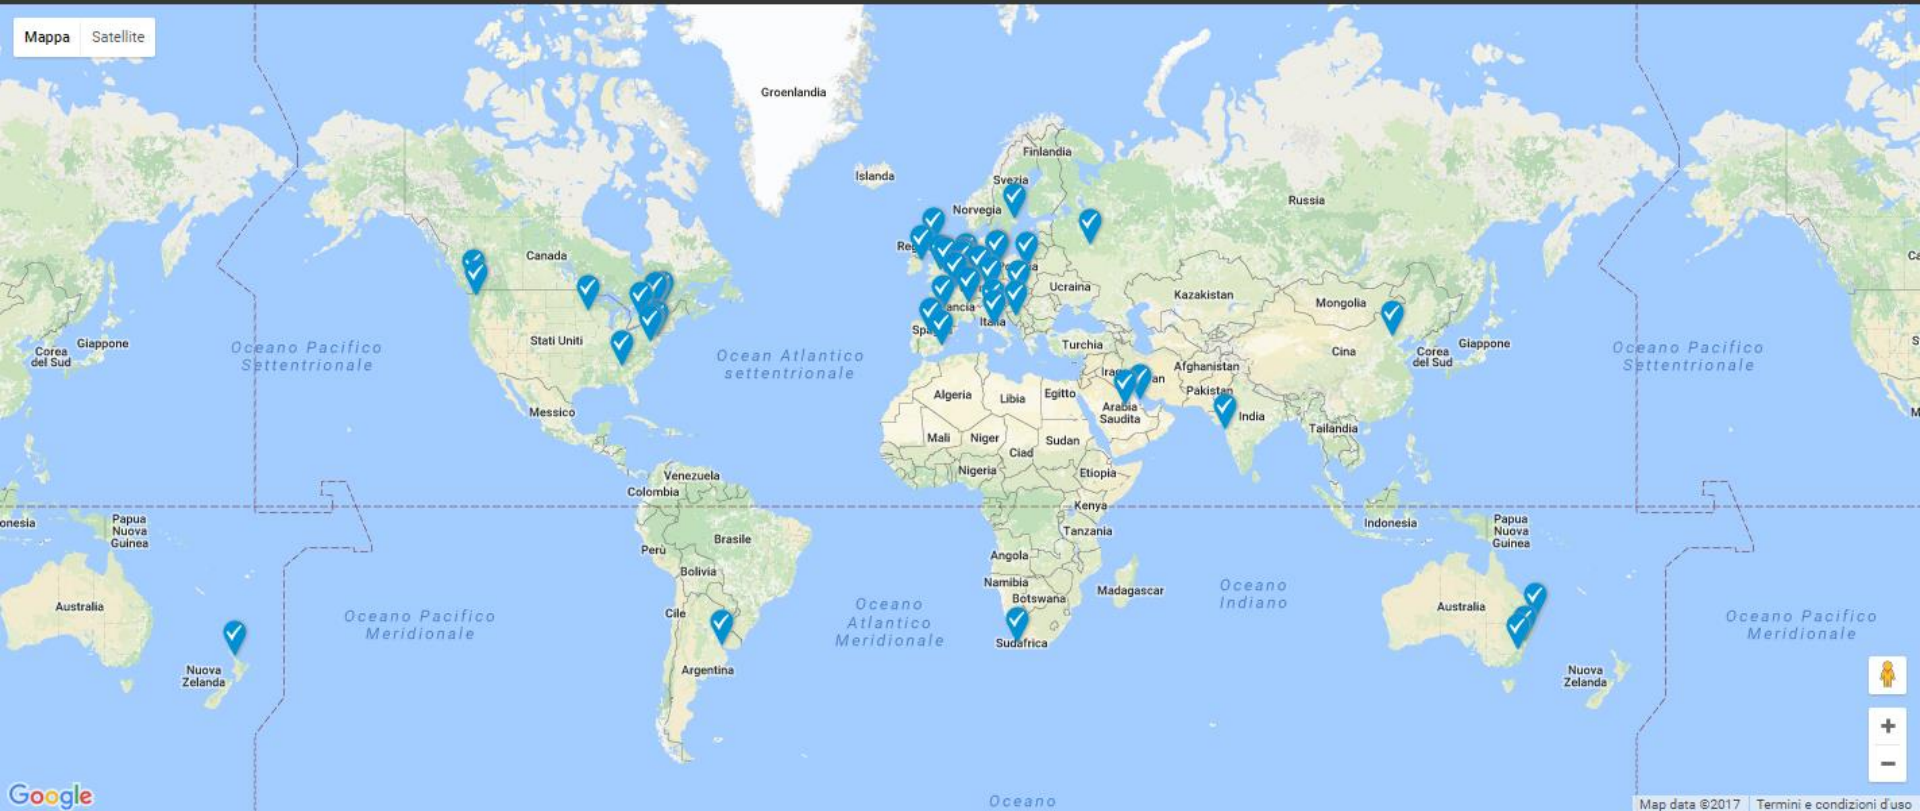 Mappa Satellite
Groenlandia
Finlandia
Islanda
Svezia
Russia
Norvegia
Canada
Ucraina
Kazakistan
Mongolia
Italia
Stati Uniti
Turchia
Cina
Corea
del Sud
Giappone
Corea
del Sud
Giappone
Oceano Pacifico
Settentrionale
Ocean Atlantico
settentrionale
Oceano Pacifico
Settentrionale
Afghanistan
Pakistan
Algeria
Libia
Egitto
Arabia
Saudita
India
Messico
Tailandia
Mali
Niger
Sudan
Ciad
Nigeria
Etiopia
Venezuela
Colombia
Kenya
onesia
Papua
Nuova
Guinea
Indonesia
Papua
Nuova
Guinea
Tanzania
Brasile
Perù
Angola
Bolivia
Namibia
Madagascar
Botswana
Australia
Cile
Oceano
Atlantico
Meridionale
Oceano
Indiano
Australia
Oceano Pacifico
Meridionale
Oceano Pacifico
Meridionale
Sudafrica
Nuova
Zelanda
Argentina
Nuova
Zelanda
Google
Oceano
Map data ©2017 Termini e condizioni d'uso